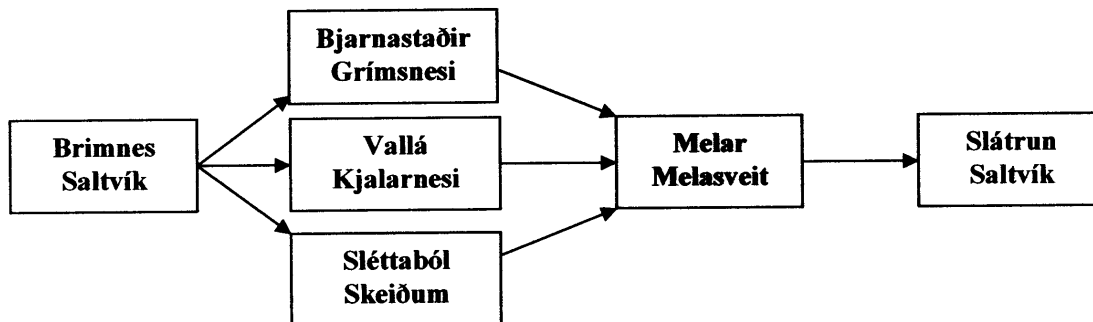 Brimnes
Saltvík
Bjarnastaðir
Grímsnesi
Vallá
Kjalarnesi
Sléttaból
Skeiðum
Melar
Melasveit
Slátrun
Saltvík